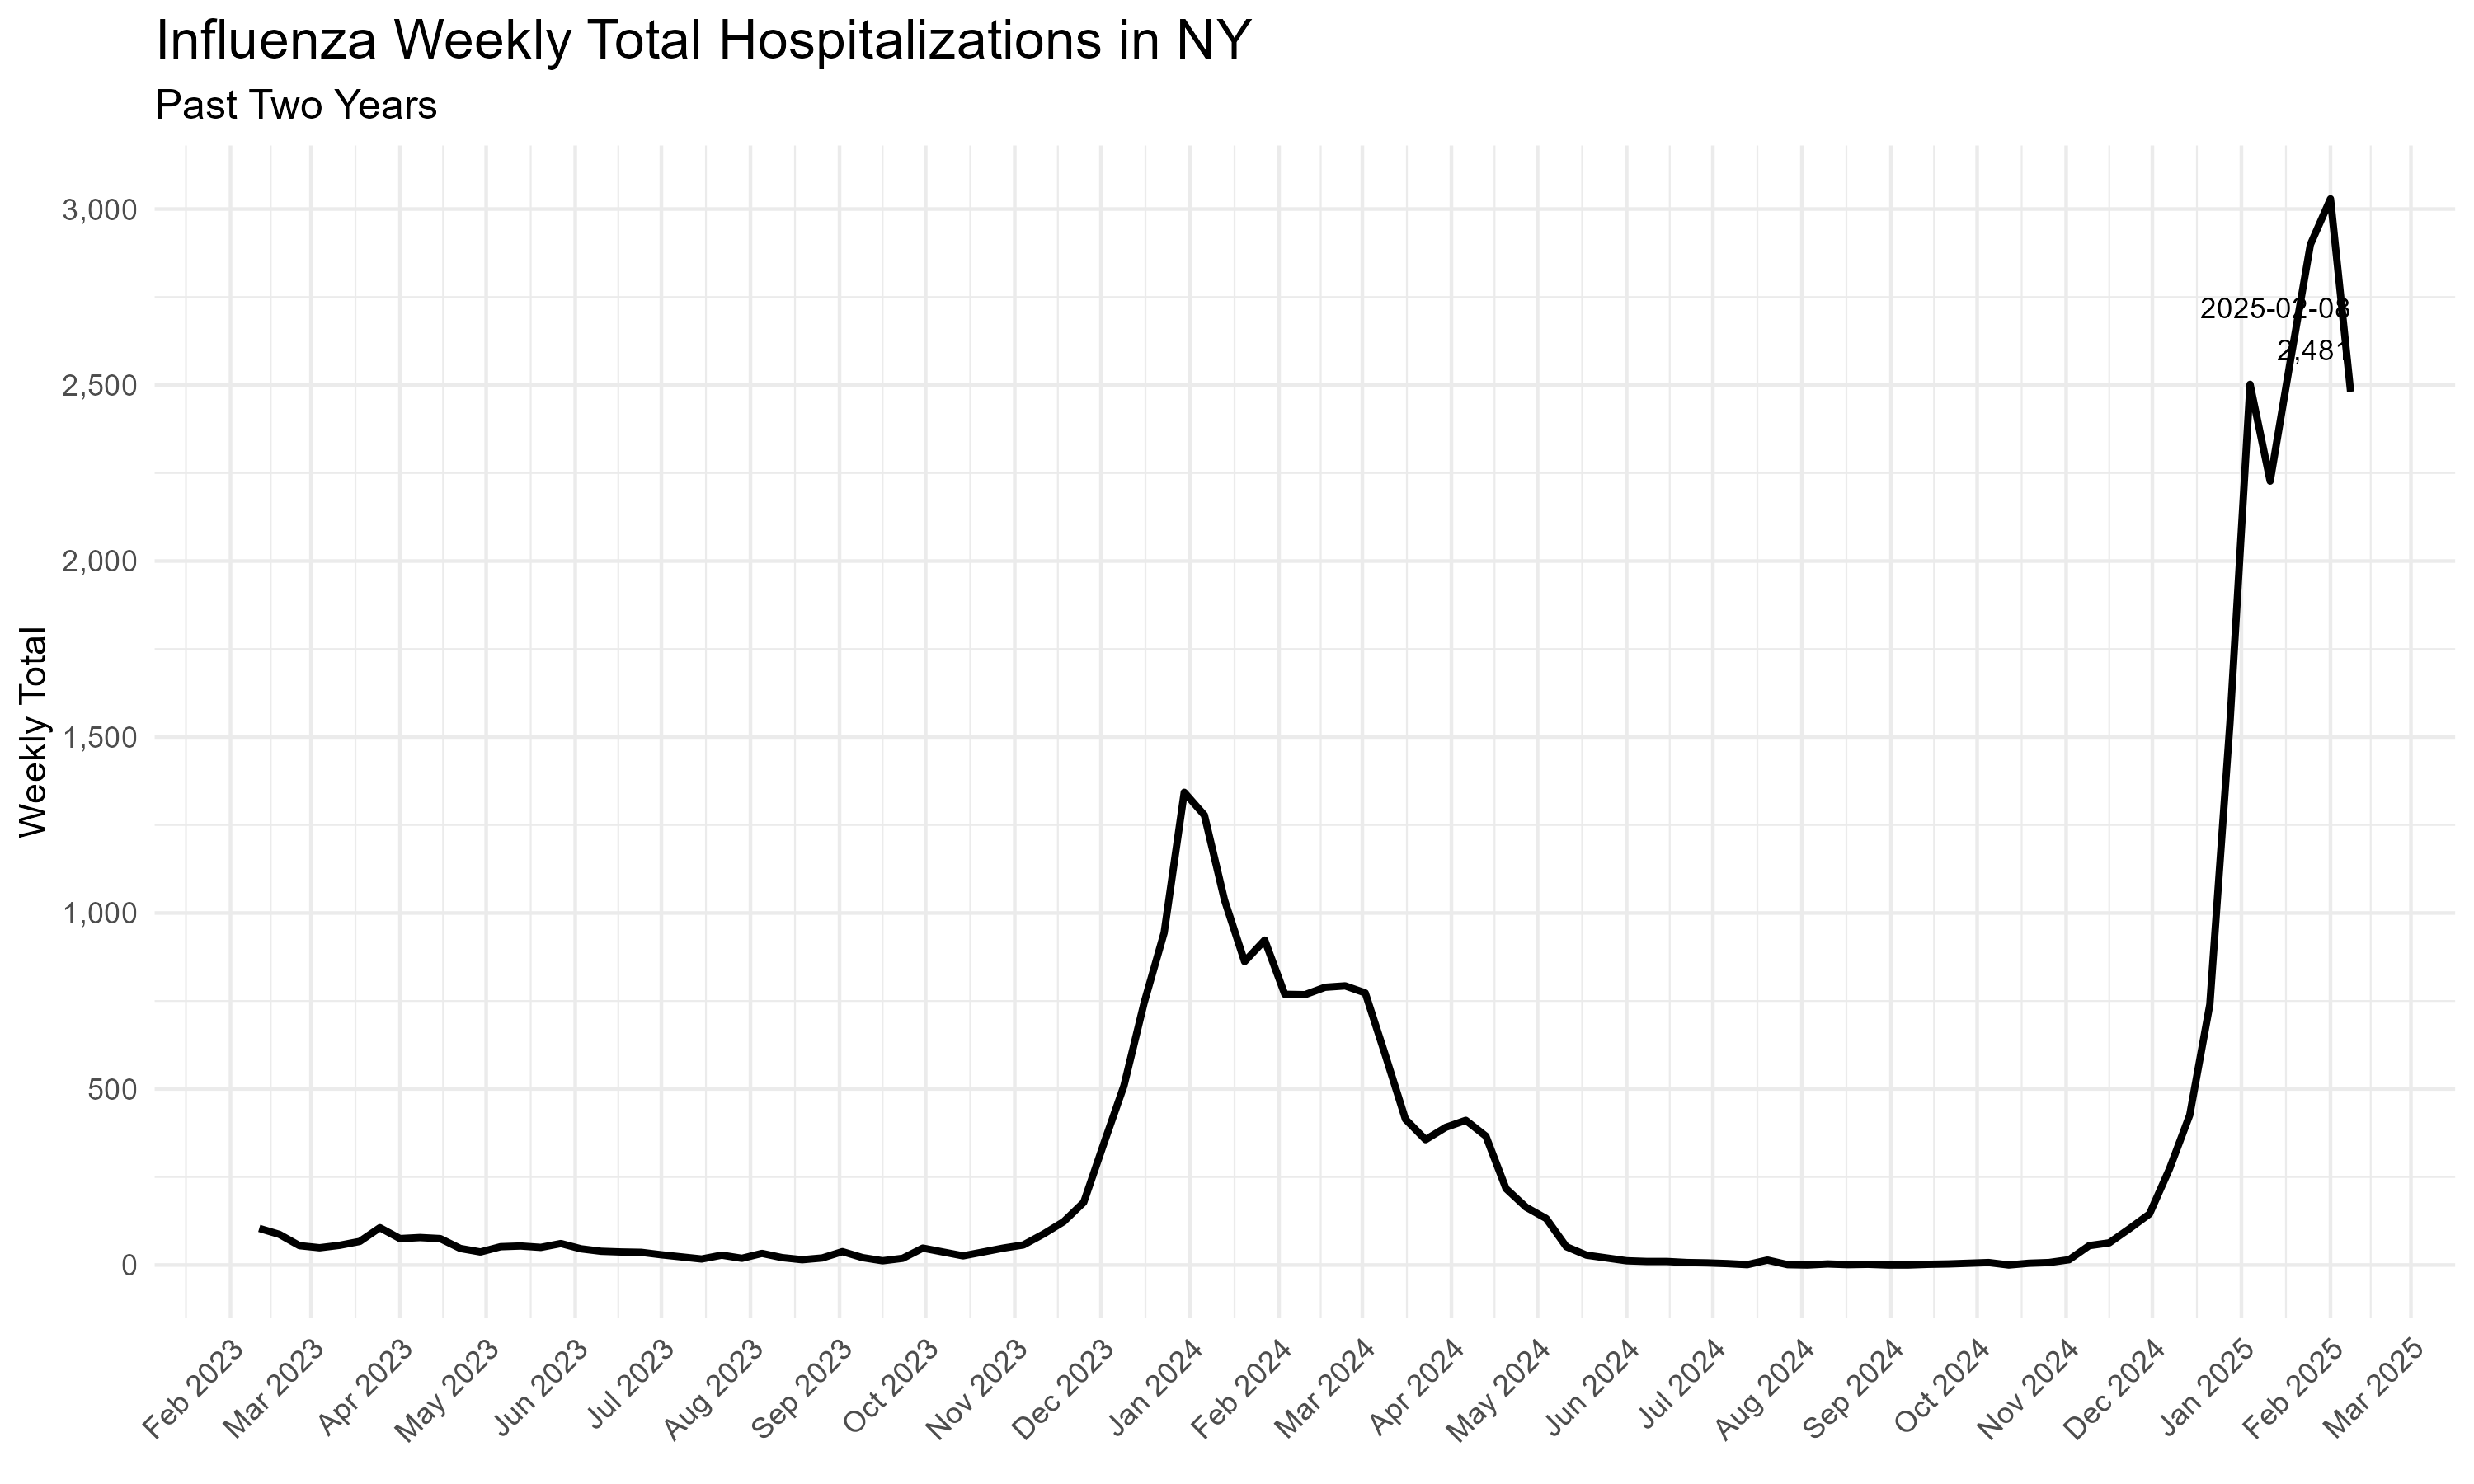 Influenza Weekly Total Hospitalizations in NY
Past Two Years
Weekly Total
3,000
2,500
2,000
1,500
1,000
500
0
2025-02-08
2,481
Feb 2023
Mar 2023
Apr 2023
May 2023
Jun 2023
Jul 2023
Aug 2023
Sep 2023
Oct 2023
Nov 2023
Dec 2023
Jan 2024
Feb 2024
Mar 2024
Apr 2024
May 2024
Jun 2024
Jul 2024
Aug 2024
Sep 2024
Oct 2024
Nov 2024
Dec 2024
Jan 2025
Feb 2025
Mar 2025